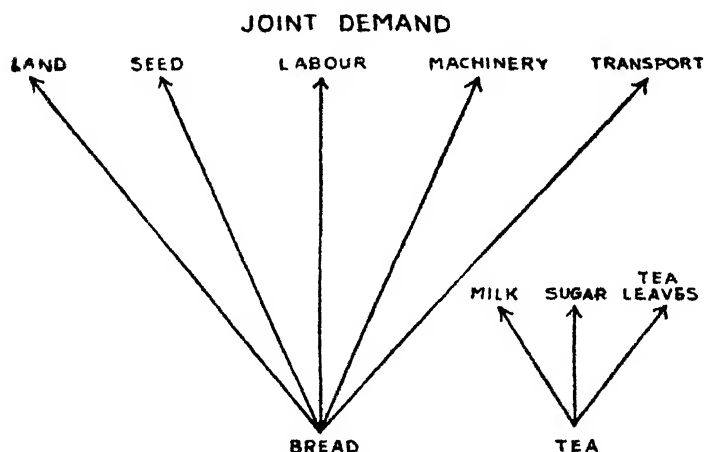 JOINT DEMAND
LAND SEED LABOUR MACHINERY TRANSPORT
MILK SUGAR TEA LEAVES
BREAD TEA